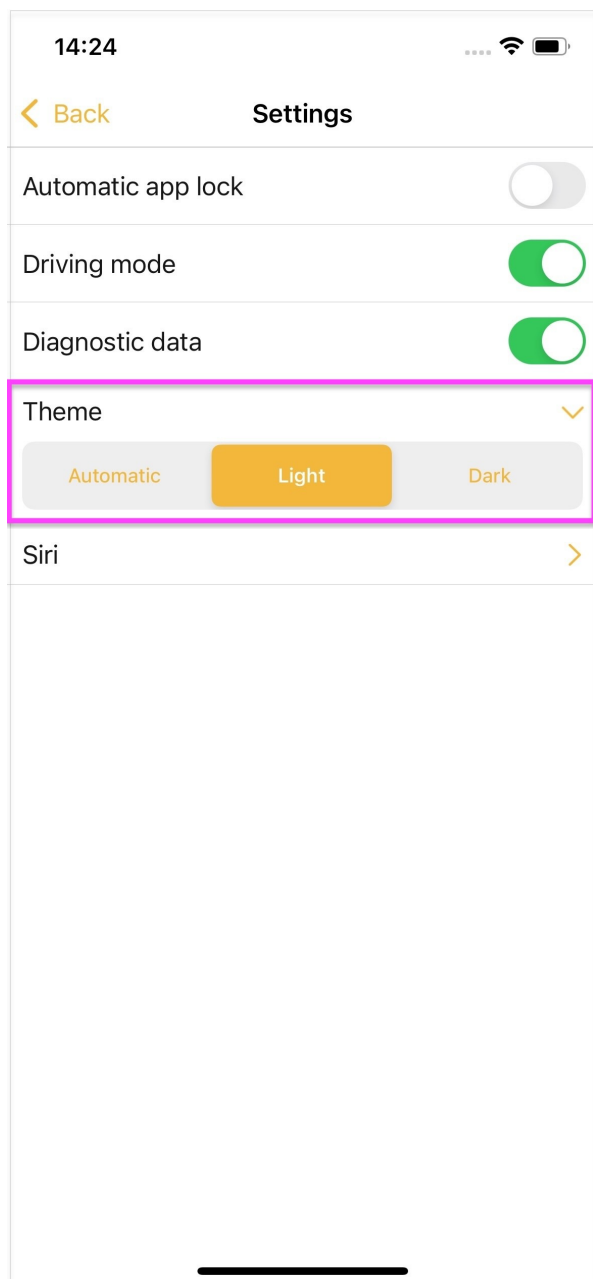 14:24
Back
Settings
Automatic app lock
Driving mode
Diagnostic data
Theme
Automatic Light Dark
Siri